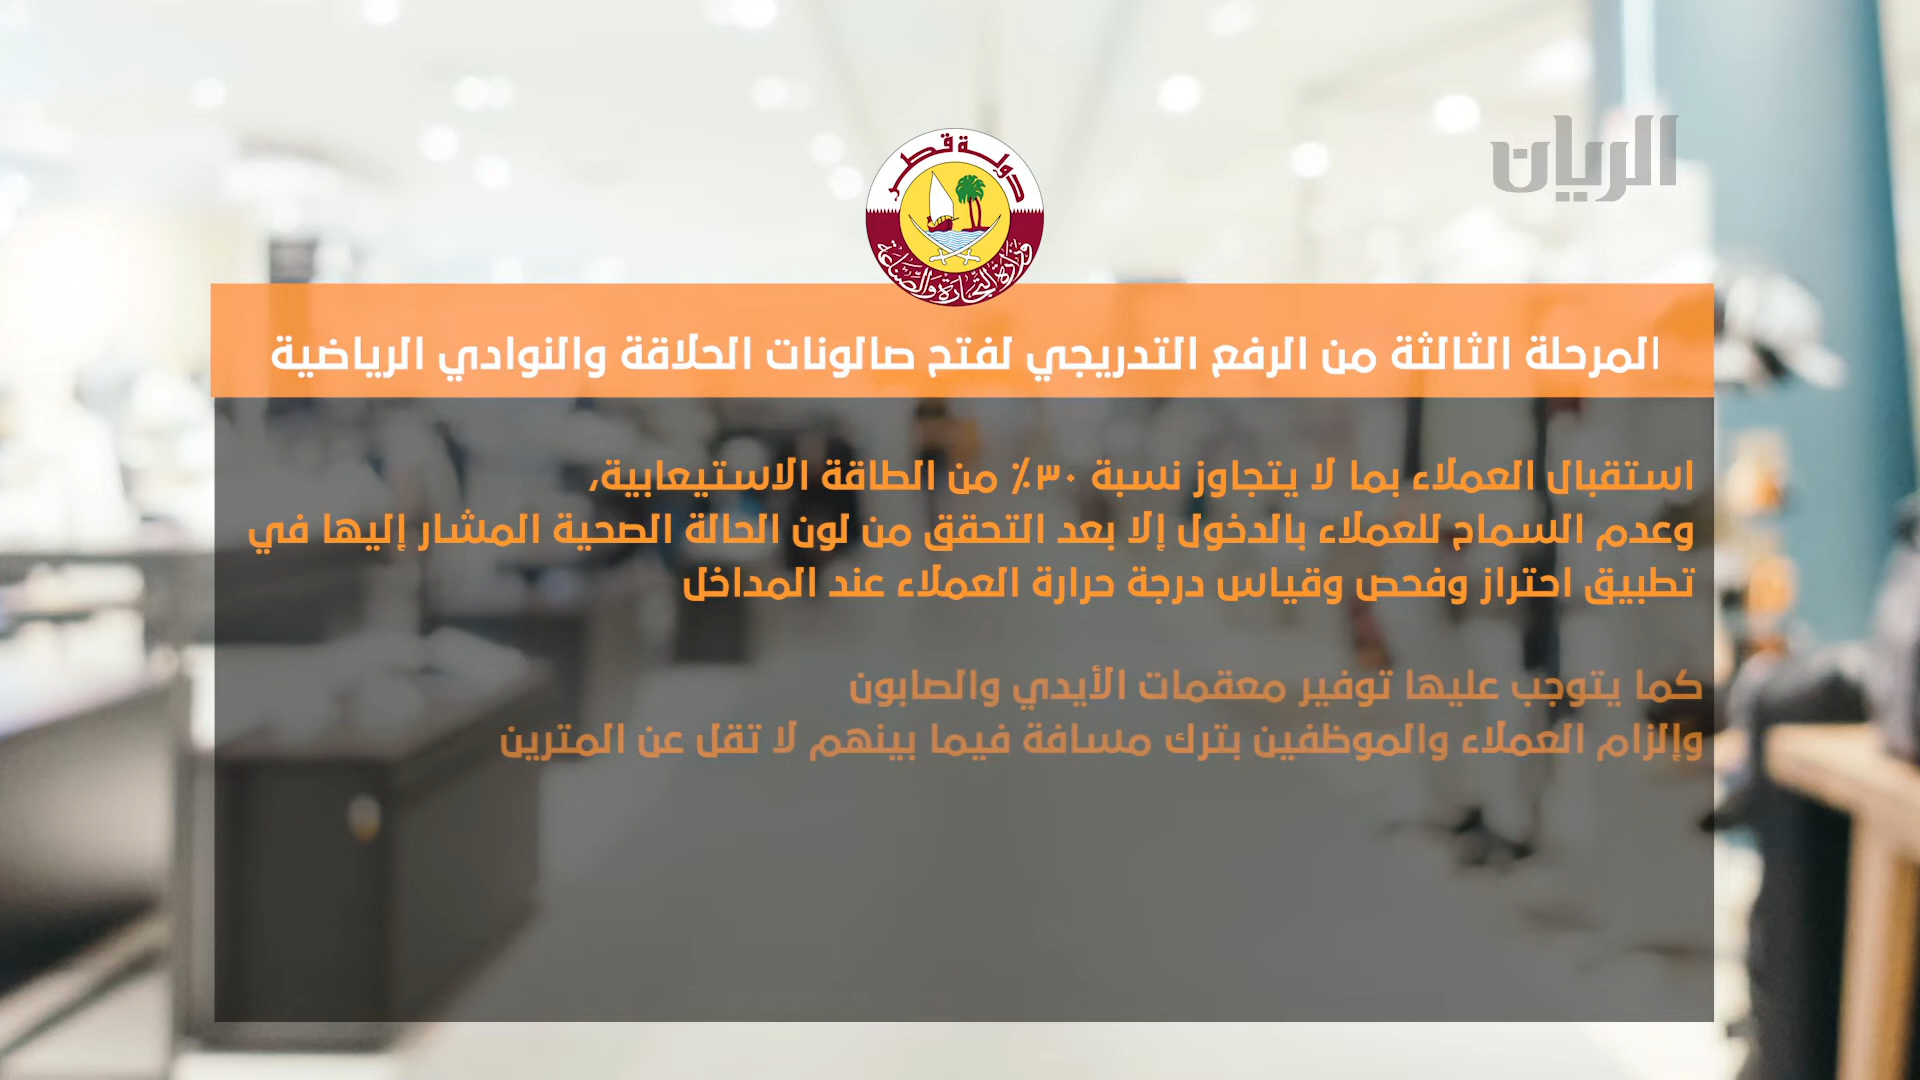 الريان
دولة قطر
وزارة التجارة والصناعة
المرحلة الثالثة من الرفع التدريجي لفتح صالونات الحلاقة والنوادي الرياضية
استقبال العملاء بما لا يتجاوز نسبة ٣٠٪ من الطاقة الاستيعابية،
وعدم السماح للعملاء بالدخول إلا بعد التحقق من لون الحالة الصحية المشار إليها في
تطبيق احتراز وفحص وقياس درجة حرارة العملاء عند المداخل
كما يتوجب عليها توفير معقمات الأيدي والصابون
وإلزام العملاء والموظفين بترك مسافة فيما بينهم لا تقل عن المترين